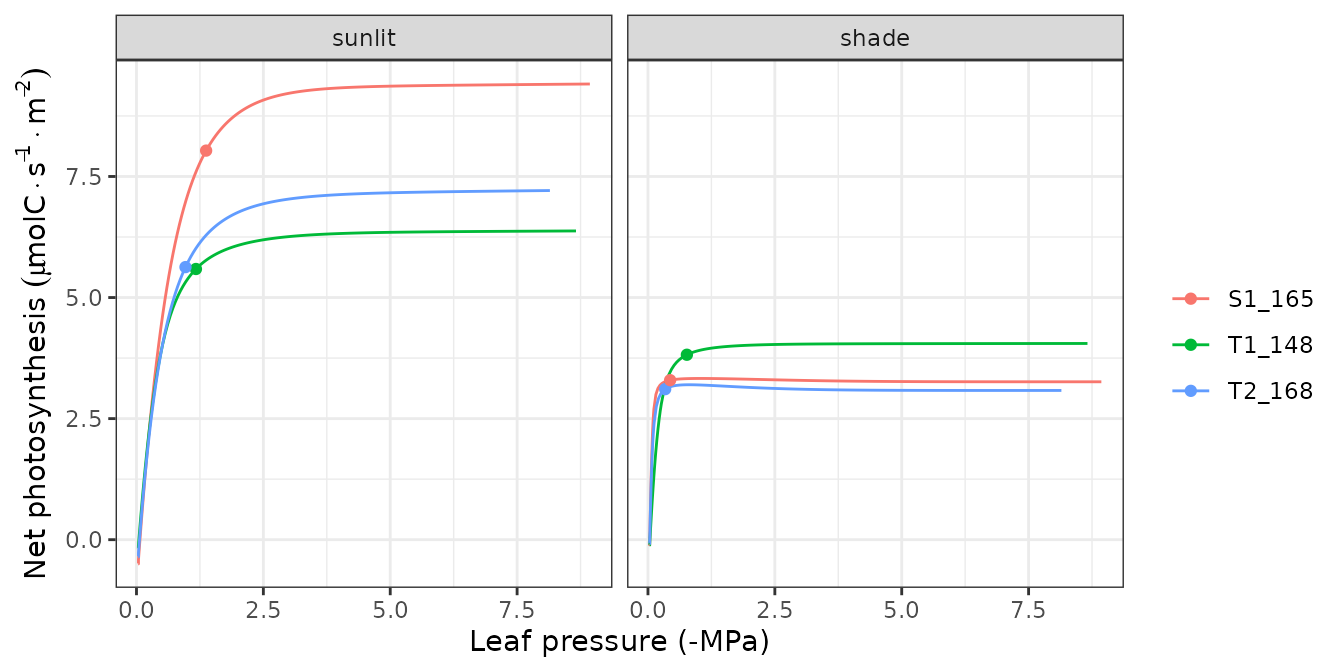 sunlit
shade
Net photosynthesis (μmolC · s⁻¹ · m⁻²)
7.5
5.0
2.5
0.0
0.0 2.5 5.0 7.5
0.0 2.5 5.0 7.5
Leaf pressure (-MPa)
S1_165
T1_148
T2_168